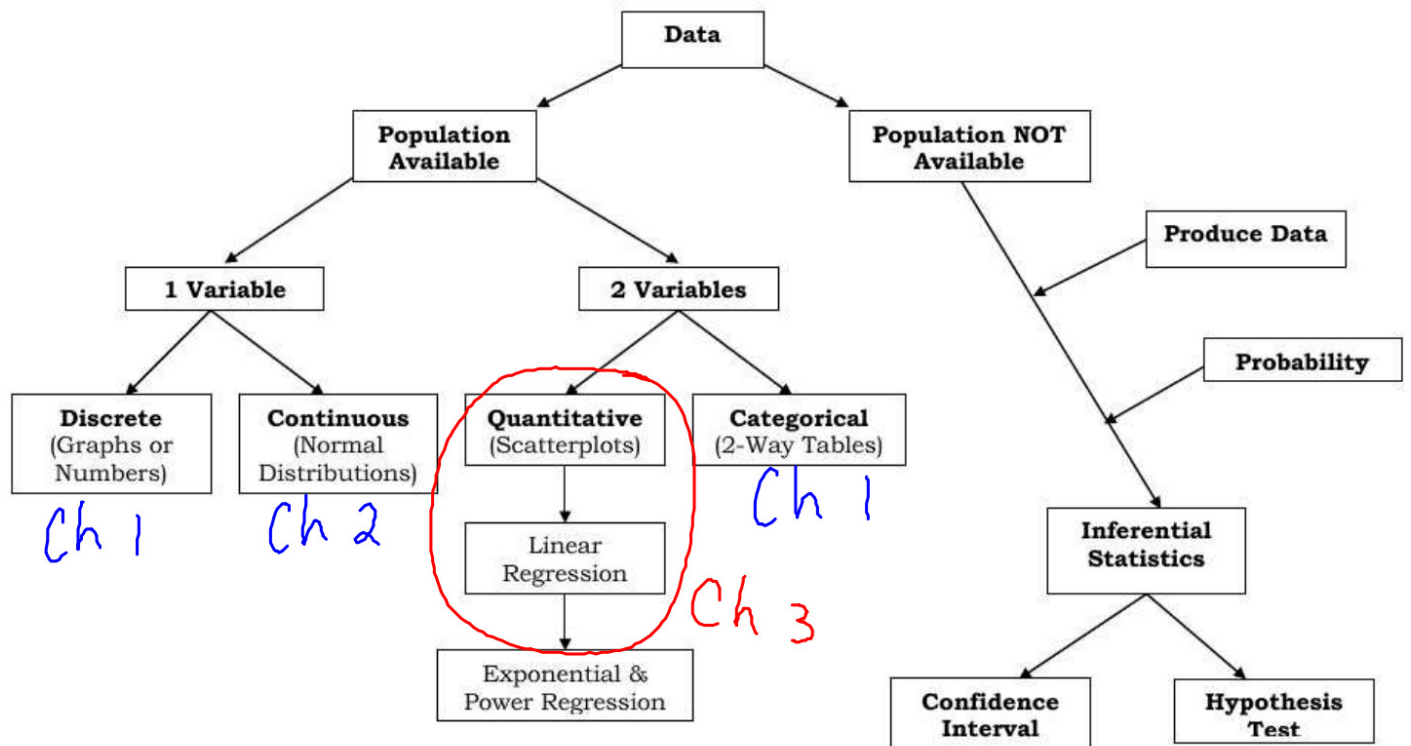 Data
Population
Available
Population NOT
Available
Produce Data
1 Variable
2 Variables
Probability
Discrete
(Graphs or
Numbers)
Continuous
(Normal
Distributions)
Quantitative
(Scatterplots)
Categorical
(2-Way Tables)
Ch 1
Ch 2
Ch 1
Linear
Regression
Inferential
Statistics
Ch 3
Exponential &
Power Regression
Confidence
Interval
Hypothesis
Test